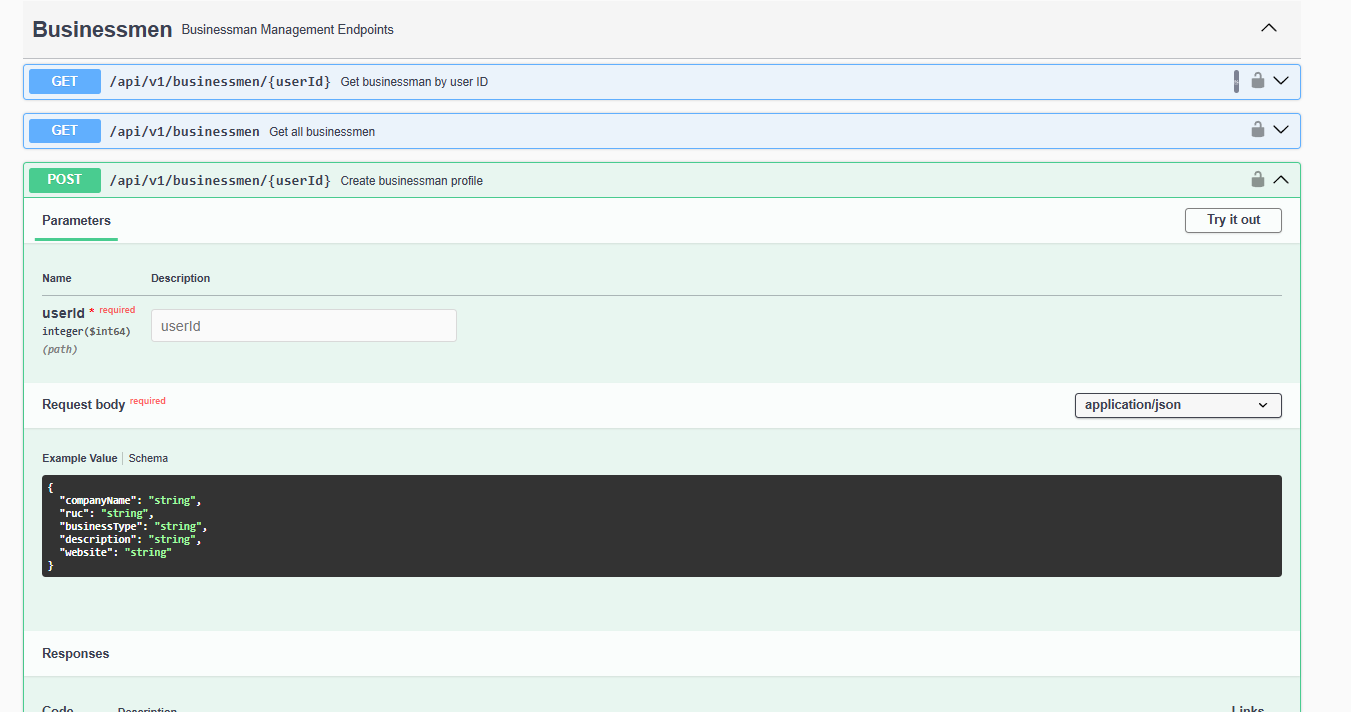 Businessmen Businessman Management Endpoints
GET /api/v1/businessmen/{userId} Get businessman by user ID
GET /api/v1/businessmen Get all businessmen
POST /api/v1/businessmen/{userId} Create businessman profile
Parameters Try it out
Name Description
userId * required
integer($int64)
(path)
userId
Request body required application/json
Example Value Schema
{
"companyName": "string",
"ruc": "string",
"businessType": "string",
"description": "string",
"website": "string"
}
Responses
Code Description Links